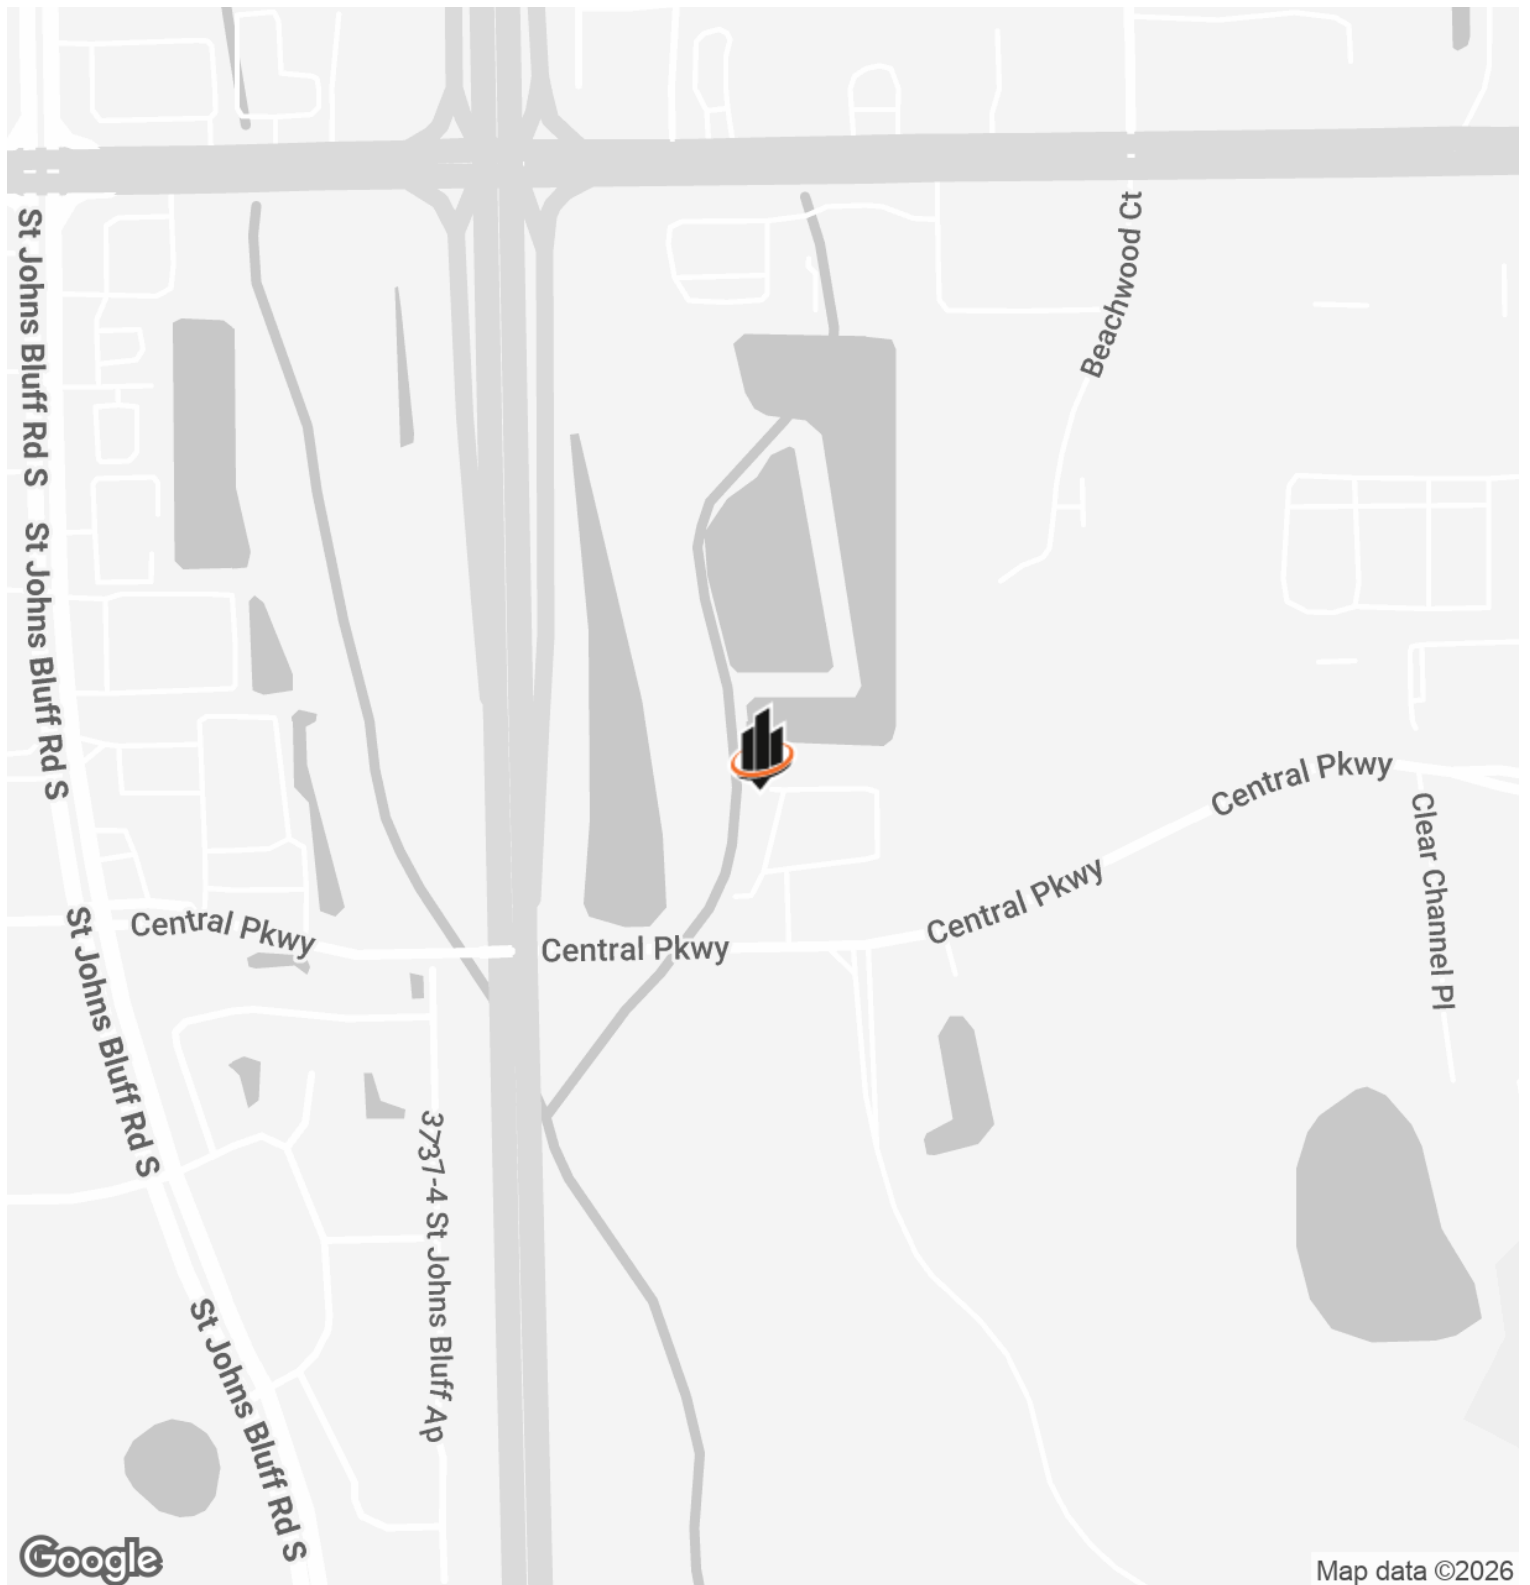 St Johns Bluff Rd S
Beachwood Ct
St Johns Bluff Rd S
Central Pkwy
Central Pkwy
Clear Channel Pl
Central Pkwy
Central Pkwy
St Johns Bluff Rd S
3737-4 St Johns Bluff Ap
St Johns Bluff Rd S
Google
Map data ©2026